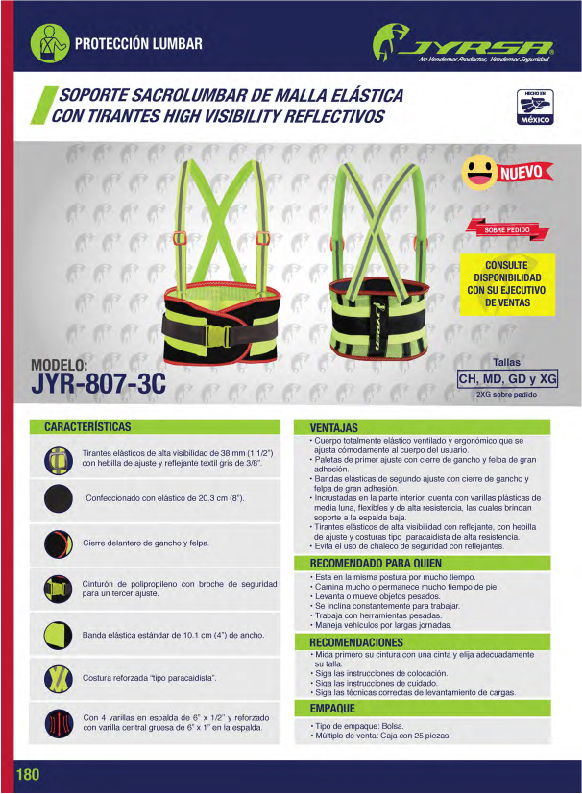 PROTECCIÓN LUMBAR
JYRSA®
No Vendemos Productos, Vendemos Seguridad
SOPORTE SACROLUMBAR DE MALLA ELÁSTICA
CON TIRANTES HIGH VISIBILITY REFLECTIVOS
HECHO EN
MÉXICO
NUEVO
SOBRE PEDIDO
CONSULTE
DISPONIBILIDAD
CON SU EJECUTIVO
DE VENTAS
MODELO:
JYR-807-3C
Tallas
CH, MD, GD y XG
2XG sobre pedido
CARACTERÍSTICAS
Tirantes elásticos de alta visibilidad de 38 mm (1 1/2")
con hebilla de ajuste y reflejante textil gris de 3/8".
Confeccionado con elástico de 20.3 cm (8").
Cierre delantero de gancho y felpa.
Cinturón de polipropileno con broche de seguridad
para un tercer ajuste.
Banda elástica estándar de 10.1 cm (4") de ancho.
Costura reforzada "tipo paracaidista".
Con 4 varillas en espalda de 6" x 1/2" y reforzado
con varilla central gruesa de 6" x 1" en la espalda.
VENTAJAS
• Cuerpo totalmente elástico ventilado y ergonómico que se
ajusta cómodamente al cuerpo del usuario.
• Paletas de primer ajuste con cierre de gancho y felpa de gran
adhesión.
• Bandas elásticas de segundo ajuste con cierre de gancho y
felpa de gran adhesión.
• Incrustadas en la parte interior cuenta con varillas plásticas de
media luna, flexibles y de alta resistencia, las cuales brincan
soporte a la espalda baja.
• Tirantes elásticos de alta visibilidad con reflejante, con hebilla
de ajuste y costuras tipo paracaidista de alta resistencia.
• Evita el uso de chaleco de seguridad con reflejantes.
RECOMENDADO PARA QUIEN
• Está en la misma postura por mucho tiempo.
• Camina mucho o permanece mucho tiempo de pie
• Levanta o mueve objetos pesados.
• Se inclina constantemente para trabajar.
• Trabaja con herramientas pesadas.
• Maneja vehículos por largas jornadas.
RECOMENDACIONES
• Mida primero su cintura con una cinta y elija adecuadamente
su talla.
• Siga las instrucciones de colocación.
• Siga las instrucciones de cuidado.
• Siga las técnicas correctas de levantamiento de cargas.
EMPAQUE
• Tipo de empaque: Bolsa.
• Múltiplo de venta: Caja con 25 piezas
180